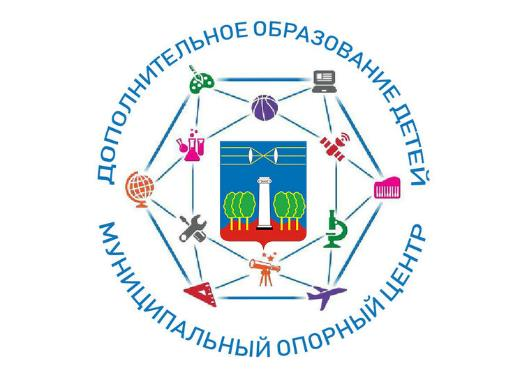 ДОПОЛНИТЕЛЬНОЕ ОБРАЗОВАНИЕ ДЕТЕЙ
МУНИЦИПАЛЬНЫЙ ОПОРНЫЙ ЦЕНТР